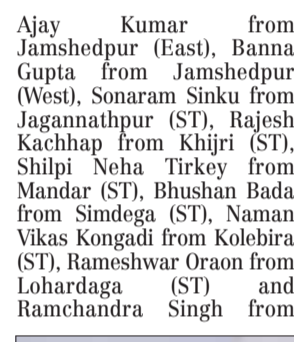 Ajay Kumar from
Jamshedpur (East), Banna
Gupta from Jamshedpur
(West), Sonaram Sinku from
Jagannathpur (ST), Rajesh
Kachhap from Khijri (ST),
Shilpi Neha Tirkey from
Mandar (ST), Bhushan Bada
from Simdega (ST), Naman
Vikas Kongadi from Kolebira
(ST), Rameshwar Oraon from
Lohardaga (ST) and
Ramchandra Singh from